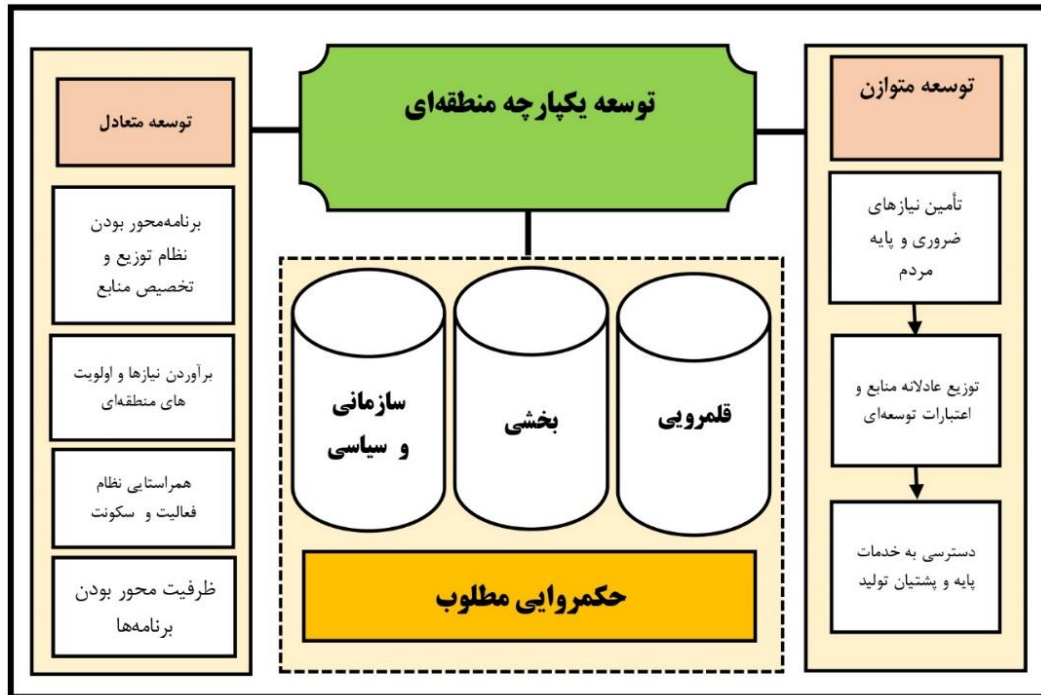 توسعه متوازن
تأمین نیازهای
ضروری و پایه
مردم
توزیع عادلانه منابع و
اعتبارات توسعه‌ای
دسترسی به خدمات
پایه و پشتیان تولید
توسعه یکپارچه منطقه‌ای
قلمرویی
بخشی
سازمانی
و سیاسی
حکمروایی مطلوب
توسعه متعادل
برنامه‌محور بودن
نظام توزیع و
تخصیص منابع
برآوردن نیازها و اولویت
های منطقه‌ای
همراستایی نظام
فعالیت و سکونت
ظرفیت محور بودن
برنامه‌ها